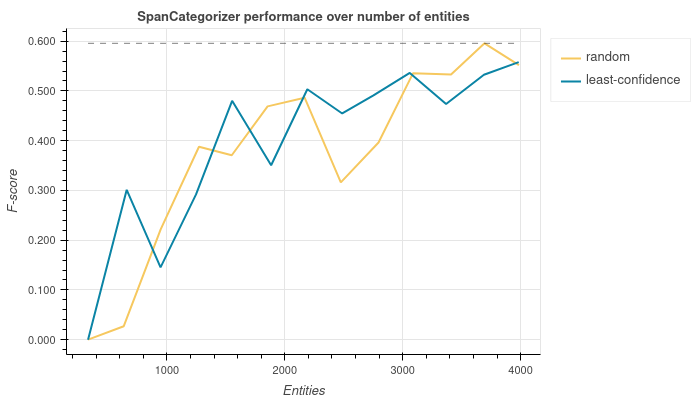 SpanCategorizer performance over number of entities
0.600
0.500
0.400
0.300
0.200
0.100
0.000
F-score
1000
2000
3000
4000
Entities
random
least-confidence